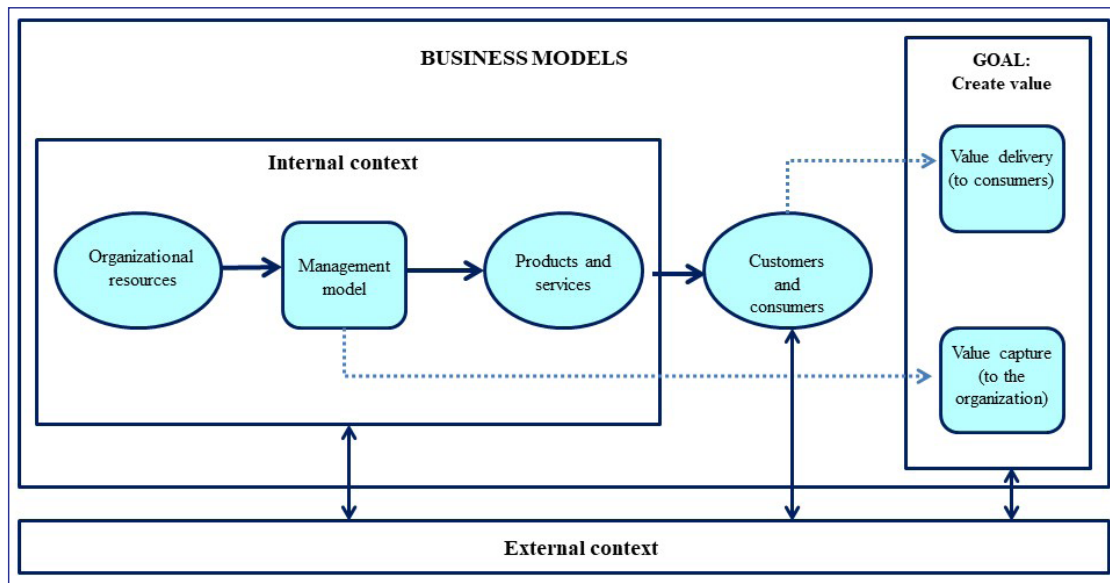 BUSINESS MODELS
GOAL:
Create value
Internal context
Organizational
resources
Management
model
Products and
services
Customers
and
consumers
Value delivery
(to consumers)
Value capture
(to the
organization)
External context